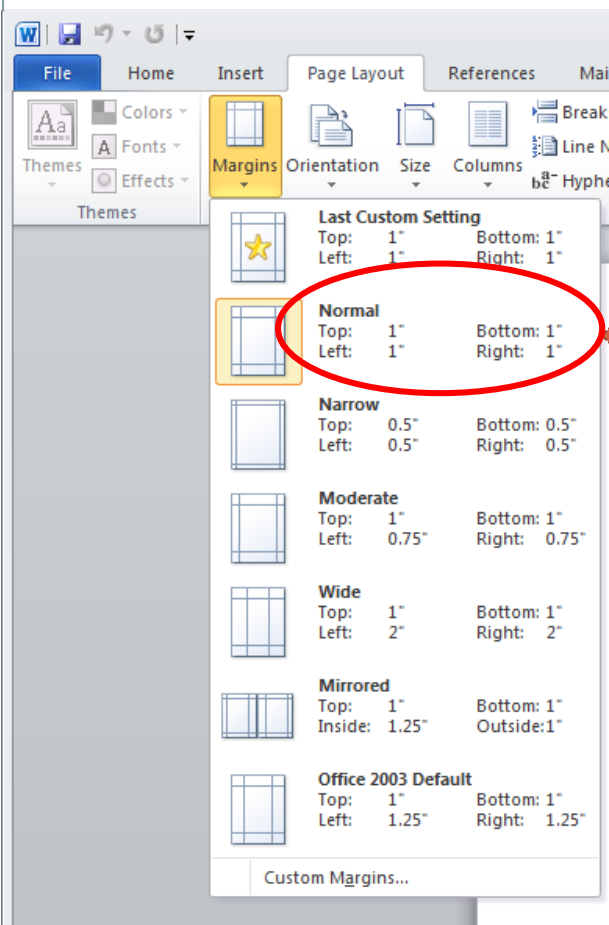 W
File Home Insert Page Layout References Mai
Aa Colors Break
A Fonts Line N
Themes Margins Orientation Size Columns
Effects bc a- Hyphe
Themes
Last Custom Setting
Top: 1" Bottom: 1"
Left: 1" Right: 1"
Normal
Top: 1" Bottom: 1"
Left: 1" Right: 1"
Narrow
Top: 0.5" Bottom: 0.5"
Left: 0.5" Right: 0.5"
Moderate
Top: 1" Bottom: 1"
Left: 0.75" Right: 0.75"
Wide
Top: 1" Bottom: 1"
Left: 2" Right: 2"
Mirrored
Top: 1" Bottom: 1"
Inside: 1.25" Outside:1"
Office 2003 Default
Top: 1" Bottom: 1"
Left: 1.25" Right: 1.25"
Custom Margins...